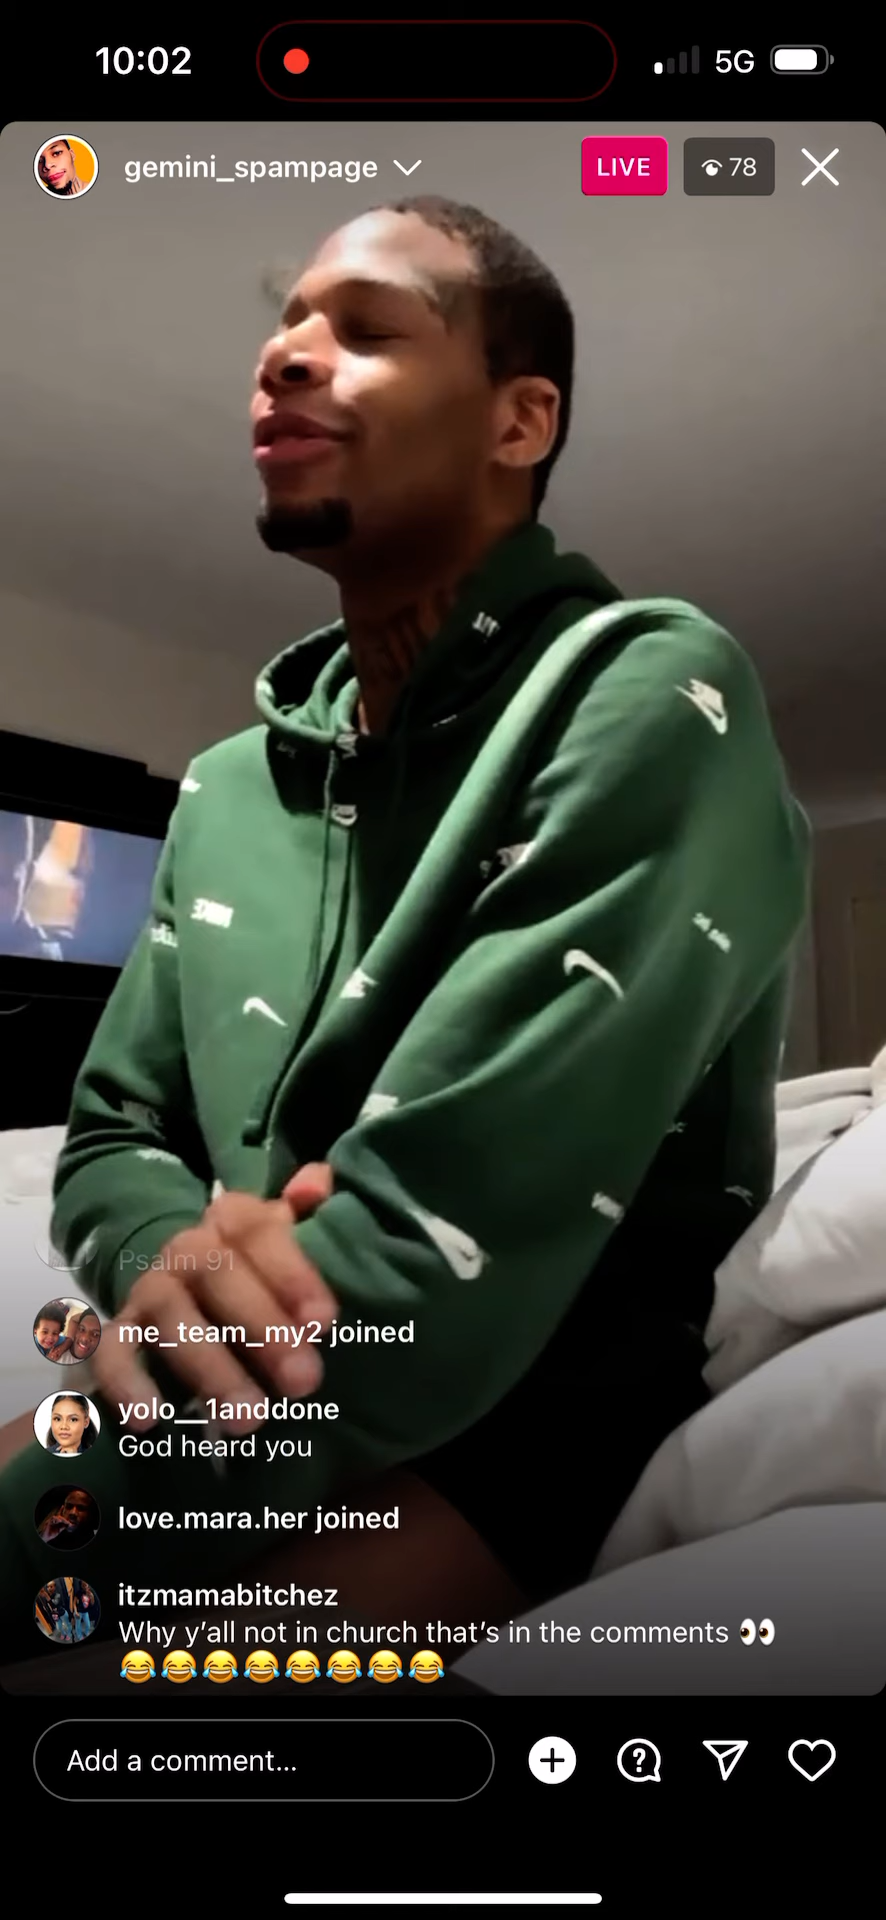 10:02
5G
gemini_spampage
LIVE
78
Psalm 91
me_team_my2 joined
yolo__1anddone
God heard you
love.mara.her joined
itzmamabitchez
Why y’all not in church that’s in the comments 👀
😂😂😂😂😂😂😂😂
Add a comment...